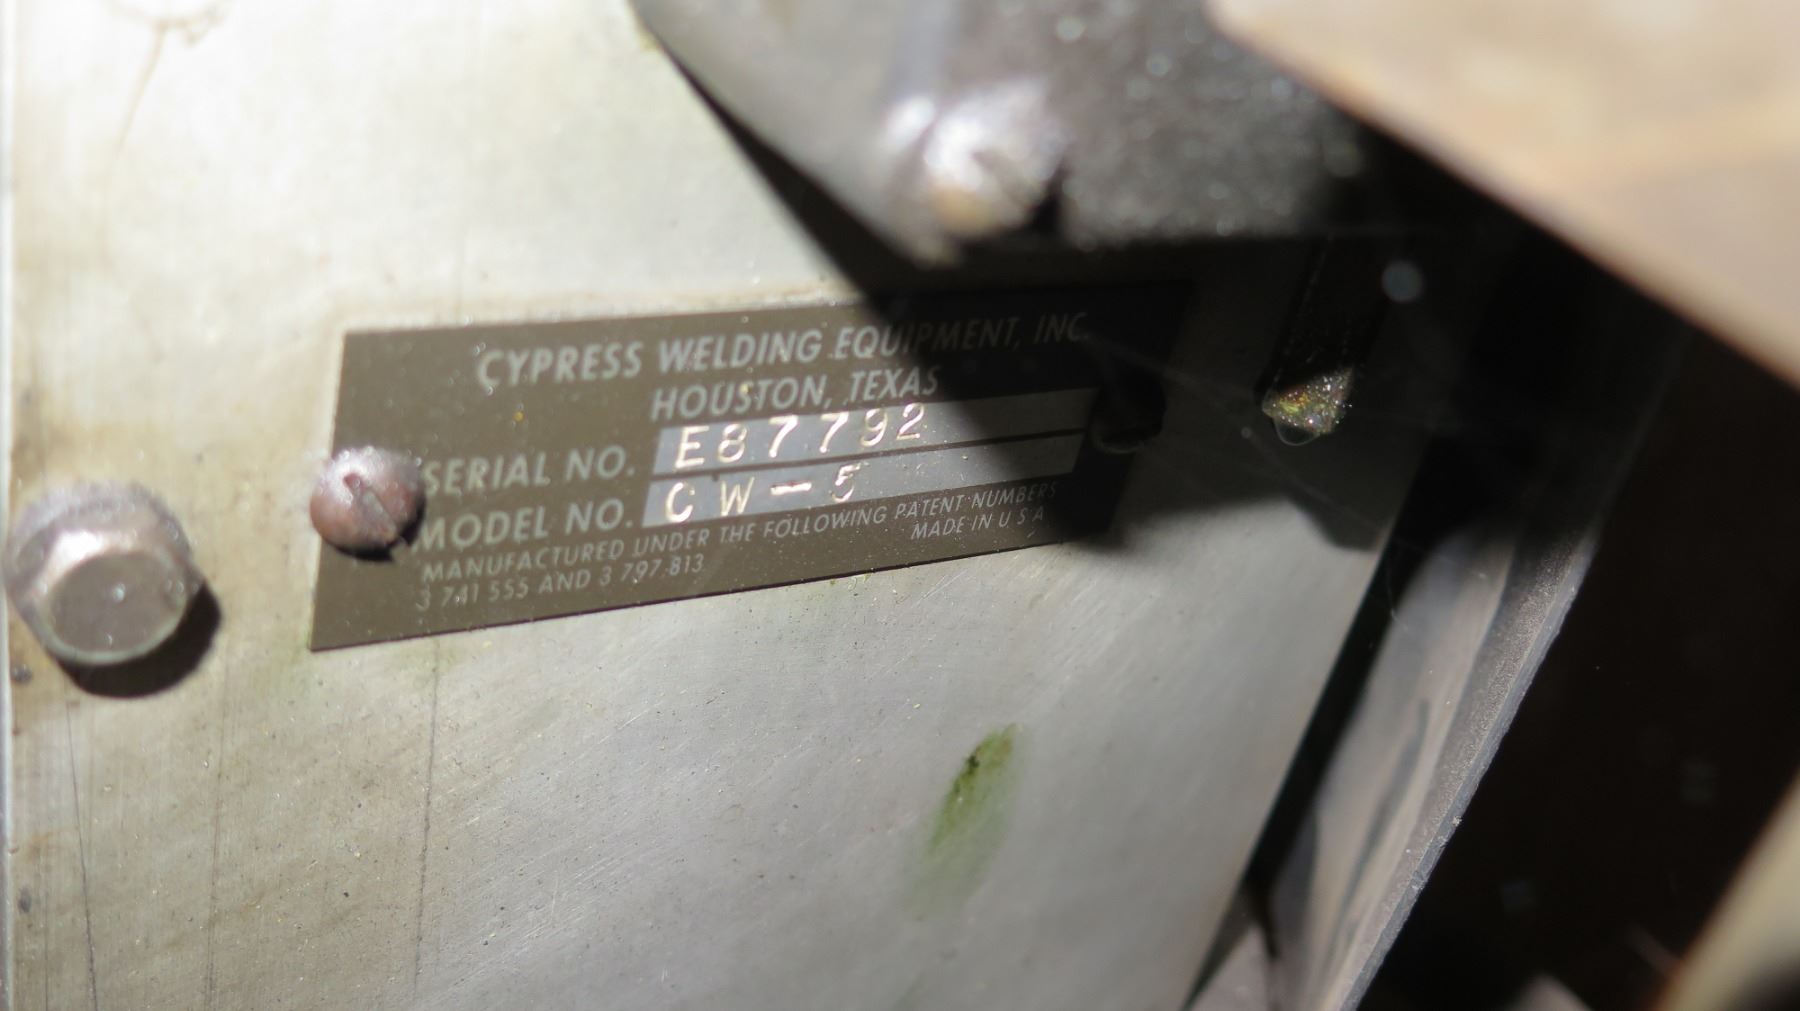 CYPRESS WELDING EQUIPMENT, INC.
HOUSTON, TEXAS
SERIAL NO. E87792
MODEL NO. CW-5
MANUFACTURED UNDER THE FOLLOWING PATENT NUMBERS
3 741 555 AND 3 797 813 MADE IN U S A